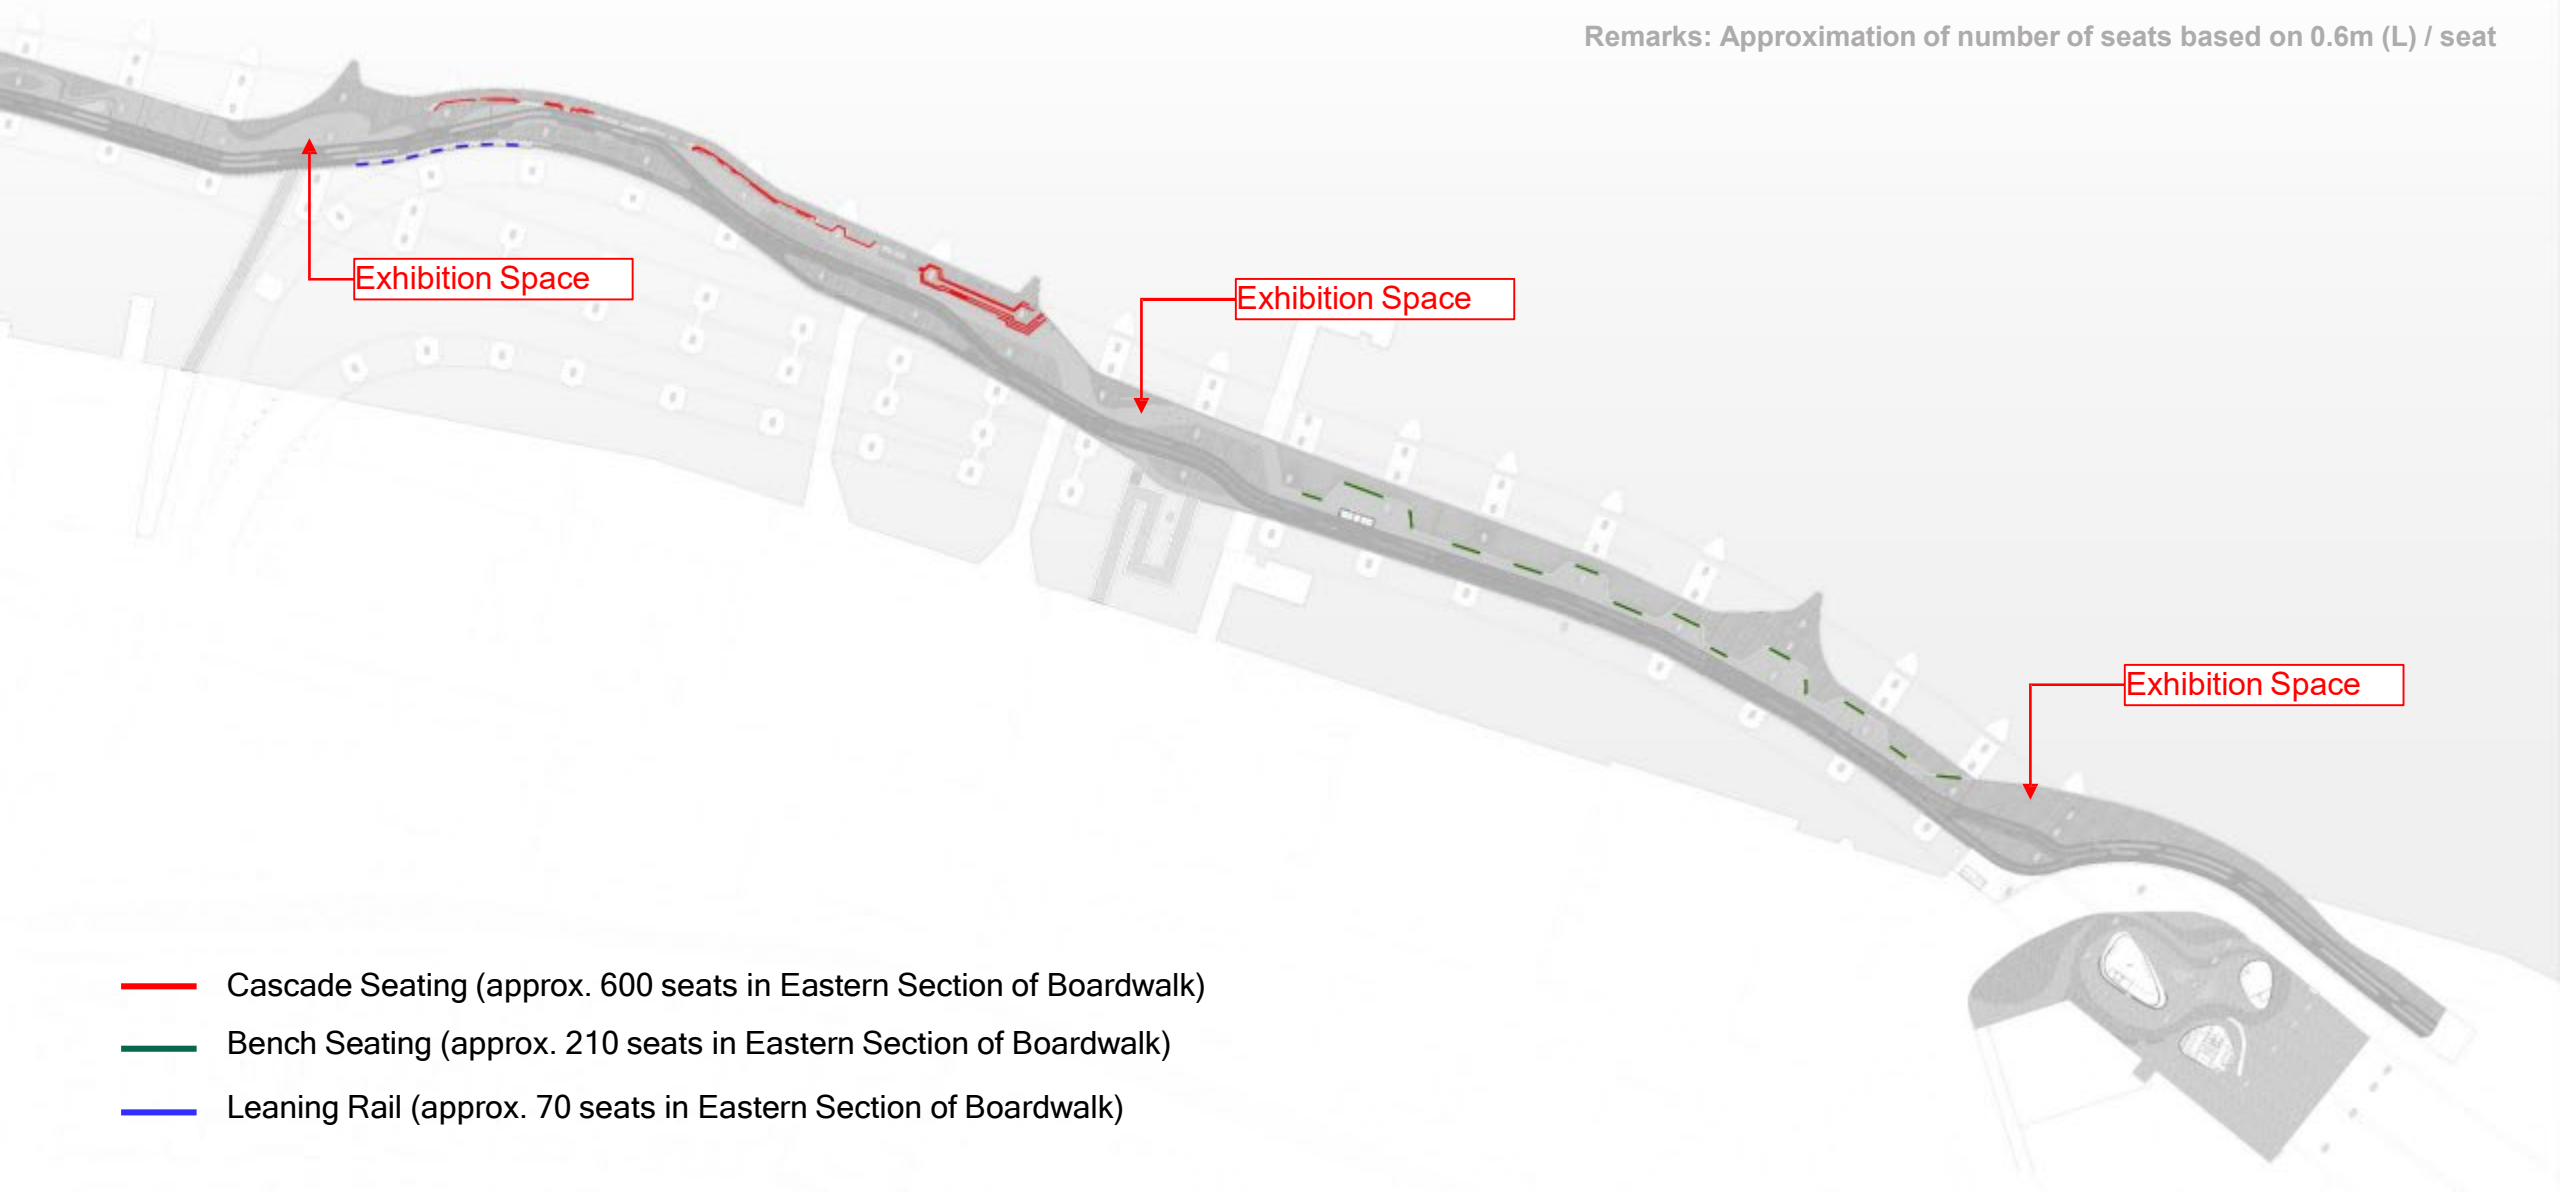 Remarks: Approximation of number of seats based on 0.6m (L) / seat
Exhibition Space
Exhibition Space
Exhibition Space
Cascade Seating (approx. 600 seats in Eastern Section of Boardwalk)
Bench Seating (approx. 210 seats in Eastern Section of Boardwalk)
Leaning Rail (approx. 70 seats in Eastern Section of Boardwalk)